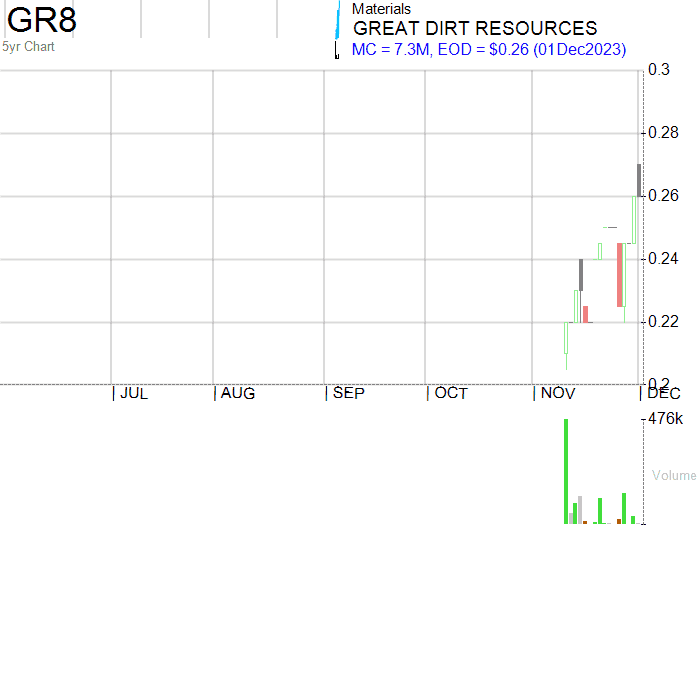 GR8
5yr Chart
Materials
GREAT DIRT RESOURCES
MC = 7.3M, EOD = $0.26 (01Dec2023)
0.3
0.28
0.26
0.24
0.22
0.2
JUL AUG SEP OCT NOV DEC
476k
Volume